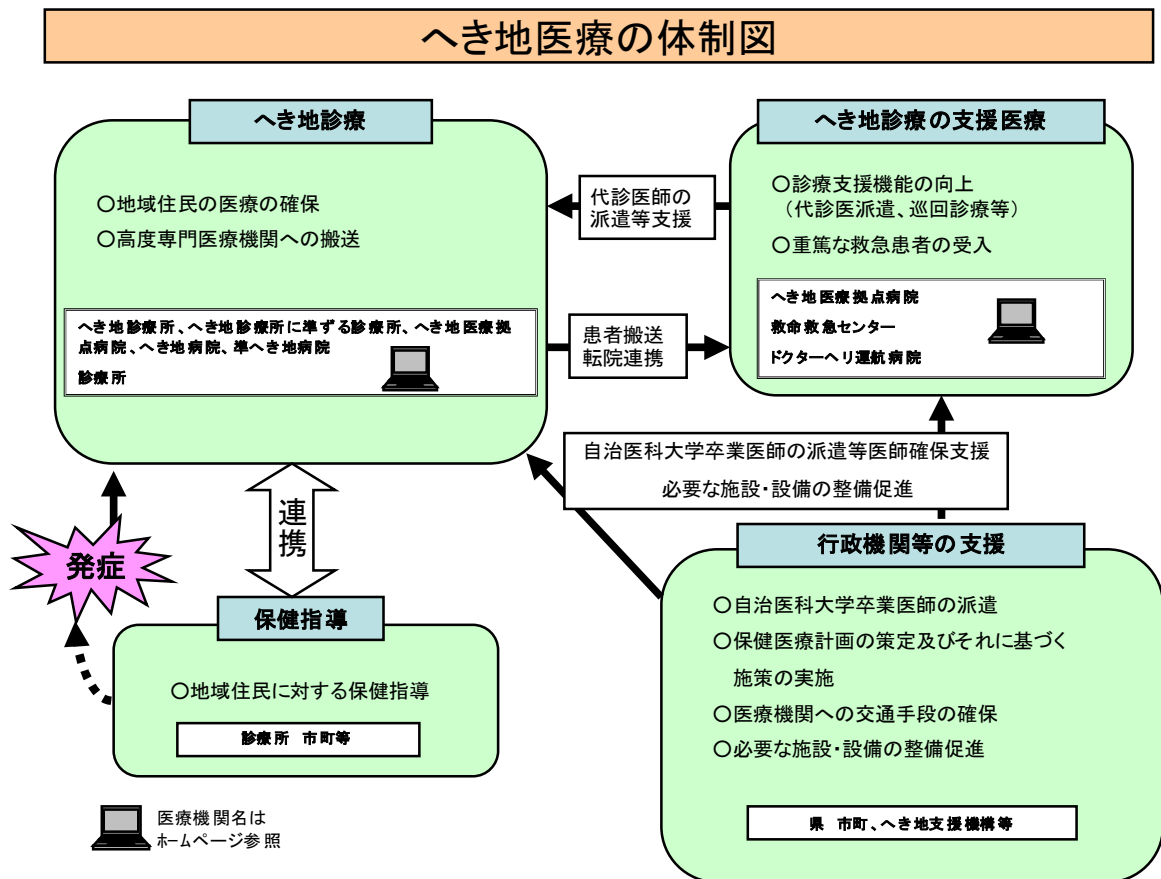 へき地医療の体制図
へき地診療
○地域住民の医療の確保
○高度専門医療機関への搬送
へき地診療所、へき地診療所に準ずる診療所、へき地医療拠
点病院、へき地病院、準へき地病院
診療所
代診医師の
派遣等支援
患者搬送
転院連携
へき地診療の支援医療
○診療支援機能の向上
（代診医派遣、巡回診療等）
○重篤な救急患者の受入
へき地医療拠点病院
救命救急センター
ドクターヘリ運航病院
自治医科大学卒業医師の派遣等医師確保支援
必要な施設・設備の整備促進
発症
連携
保健指導
○地域住民に対する保健指導
診療所 市町等
行政機関等の支援
○自治医科大学卒業医師の派遣
○保健医療計画の策定及びそれに基づく
施策の実施
○医療機関への交通手段の確保
○必要な施設・設備の整備促進
県 市町、へき地支援機構等
医療機関名は
ホームページ参照